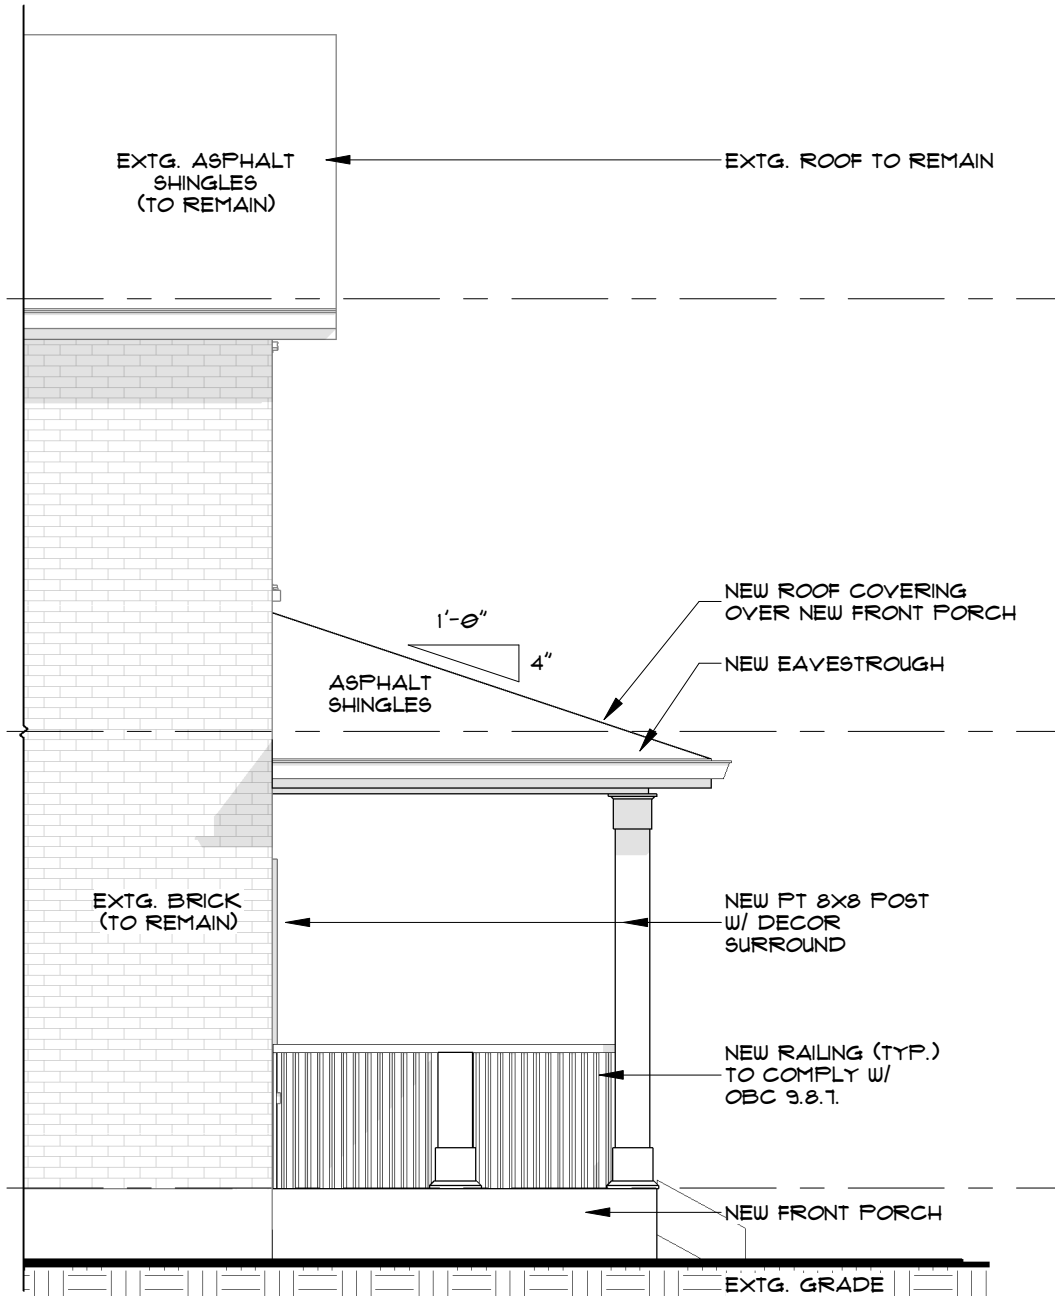 EXTG. ASPHALT
SHINGLES
(TO REMAIN)
EXTG. ROOF TO REMAIN
NEW ROOF COVERING
OVER NEW FRONT PORCH
1'-0"
4"
NEW EAVESTROUGH
ASPHALT
SHINGLES
EXTG. BRICK
(TO REMAIN)
NEW PT 8X8 POST
W/ DECOR
SURROUND
NEW RAILING (TYP.)
TO COMPLY W/
OBC 9.8.7.
NEW FRONT PORCH
EXTG. GRADE